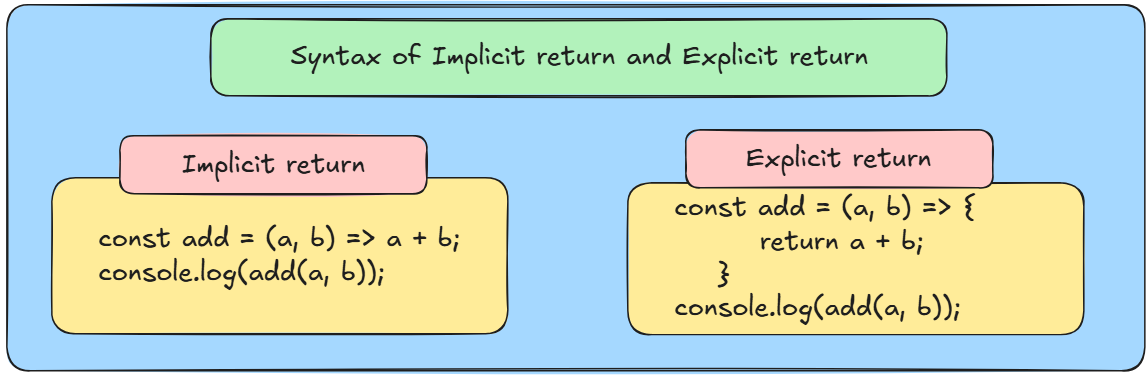 Syntax of Implicit return and Explicit return
Implicit return
const add = (a, b) => a + b;
console.log(add(a, b));
Explicit return
const add = (a, b) => {
return a + b;
}
console.log(add(a, b));